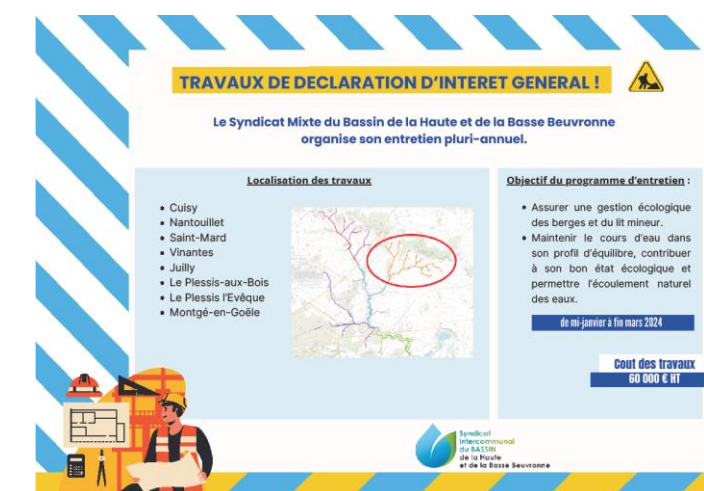 TRAVAUX DE DECLARATION D'INTERET GENERAL !
Le Syndicat Mixte du Bassin de la Haute et de la Basse Beuvronne
organise son entretien pluri-annuel.
Localisation des travaux
• Cuisy
• Nantouillet
• Saint-Mard
• Vinantes
• Juilly
• Le Plessis-aux-Bois
• Le Plessis l'Evêque
• Montgé-en-Goële
Objectif du programme d'entretien :
• Assurer une gestion écologique
des berges et du lit mineur.
• Maintenir le cours d'eau dans
son profil d'équilibre, contribuer
à son bon état écologique et
permettre l'écoulement naturel
des eaux.
de mi-janvier à fin mars 2024
Cout des travaux
60 000 € HT
Syndicat
Intercommunal
du BASSIN
de la Haute
et de la Basse Beuvronne